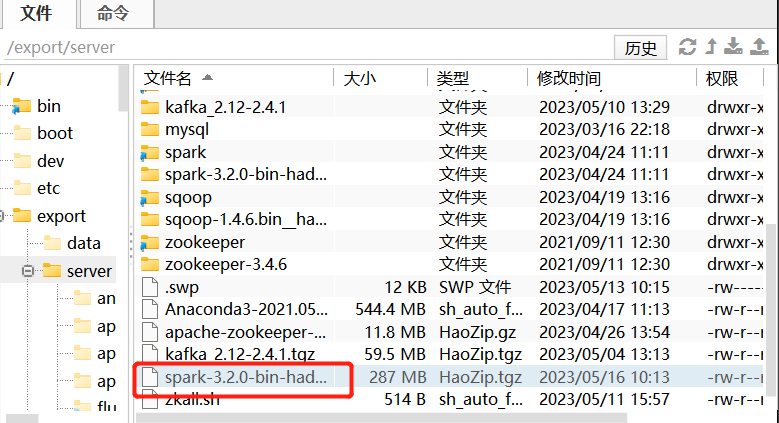 文件 命令
/export/server 历史
/
bin
boot
dev
etc
export
data
server
an
ap
ap
ap
flu
文件名 大小 类型 修改时间 权限
kafka_2.12-2.4.1 文件夹 2023/05/10 13:29 drwxr-x
mysql 文件夹 2023/03/16 22:18 drwxr-x
spark 文件夹 2023/04/24 11:11 drwxr-x
spark-3.2.0-bin-had... 文件夹 2023/04/24 11:11 drwxr-x
sqoop 文件夹 2023/04/19 13:16 drwxr-x
sqoop-1.4.6.bin__ha... 文件夹 2023/04/19 13:16 drwxr-x
zookeeper 文件夹 2021/09/11 12:30 drwxr-x
zookeeper-3.4.6 文件夹 2021/09/11 12:30 drwxr-x
.swp 12 KB SWP 文件 2023/05/13 10:15 -rw----
Anaconda3-2021.05... 544.4 MB sh_auto_f... 2023/04/17 11:13 -rw-r--r
apache-zookeeper-... 11.8 MB HaoZip.gz 2023/04/26 13:54 -rw-r--r
kafka_2.12-2.4.1.tgz 59.5 MB HaoZip.tgz 2023/05/04 13:13 -rw-r--r
spark-3.2.0-bin-had... 287 MB HaoZip.tgz 2023/05/16 10:13 -rw-r--r
zkall.sh 514 B sh_auto_f... 2023/05/11 15:57 -rw-r--r